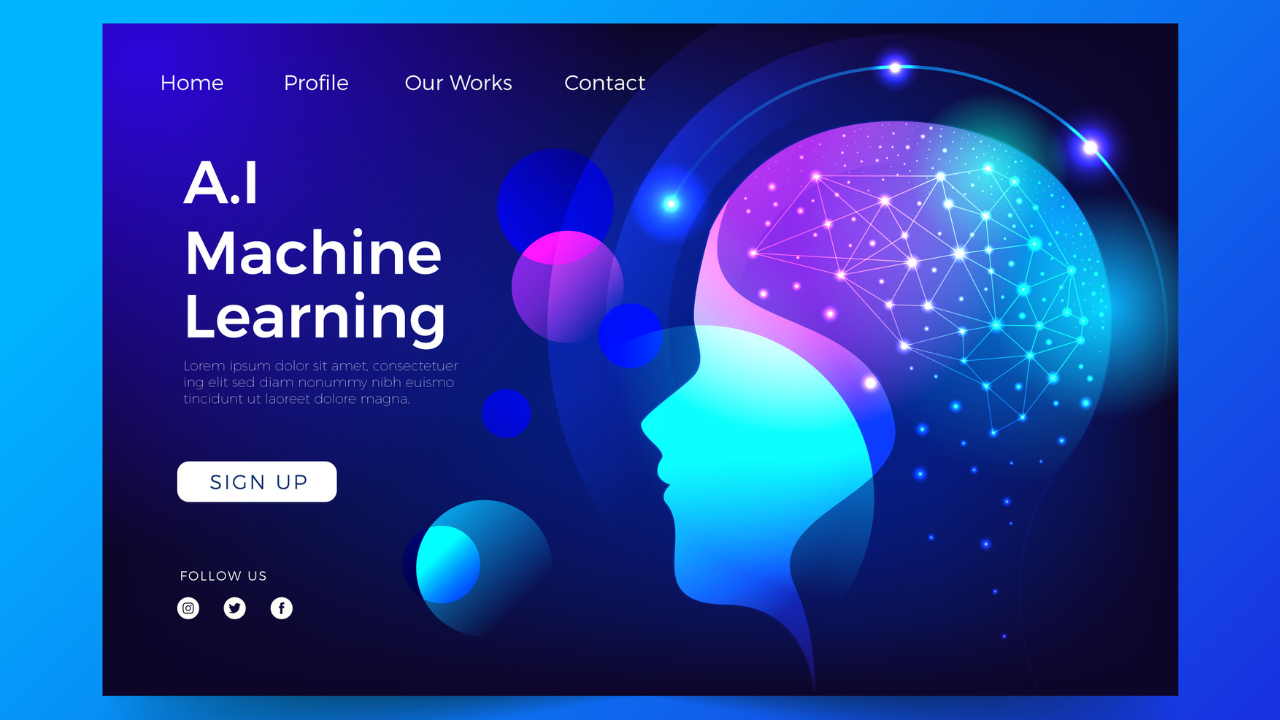 Home Profile Our Works Contact
A.I
Machine
Learning
Lorem ipsum dolor sit amet, consectetuer
ing elit sed diam nonummy nibh euismo
tincidunt ut laoreet dolore magna.
SIGN UP
FOLLOW US